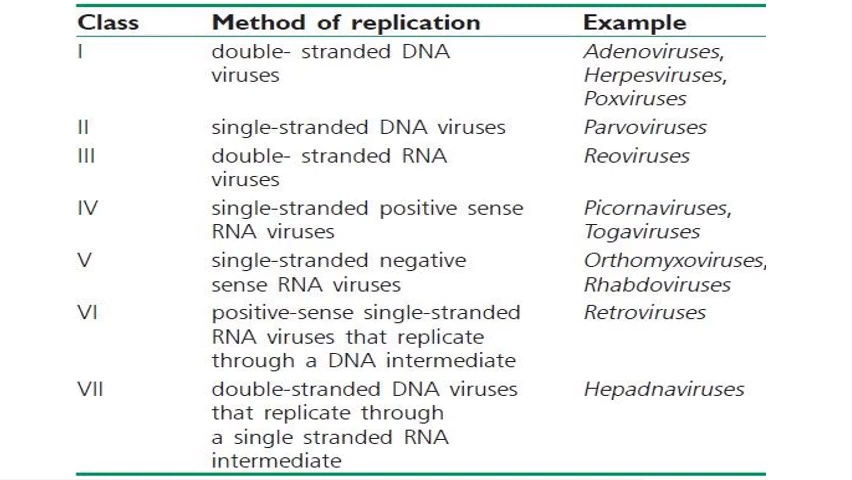 Class Method of replication Example
I double- stranded DNA Adenoviruses,
viruses Herpesviruses,
Poxviruses
II single-stranded DNA viruses Parvoviruses
III double- stranded RNA Reoviruses
viruses
IV single-stranded positive sense Picornaviruses,
RNA viruses Togaviruses
V single-stranded negative Orthomyxoviruses,
sense RNA viruses Rhabdoviruses
VI positive-sense single-stranded Retroviruses
RNA viruses that replicate
through a DNA intermediate
VII double-stranded DNA viruses Hepadnaviruses
that replicate through
a single stranded RNA
intermediate